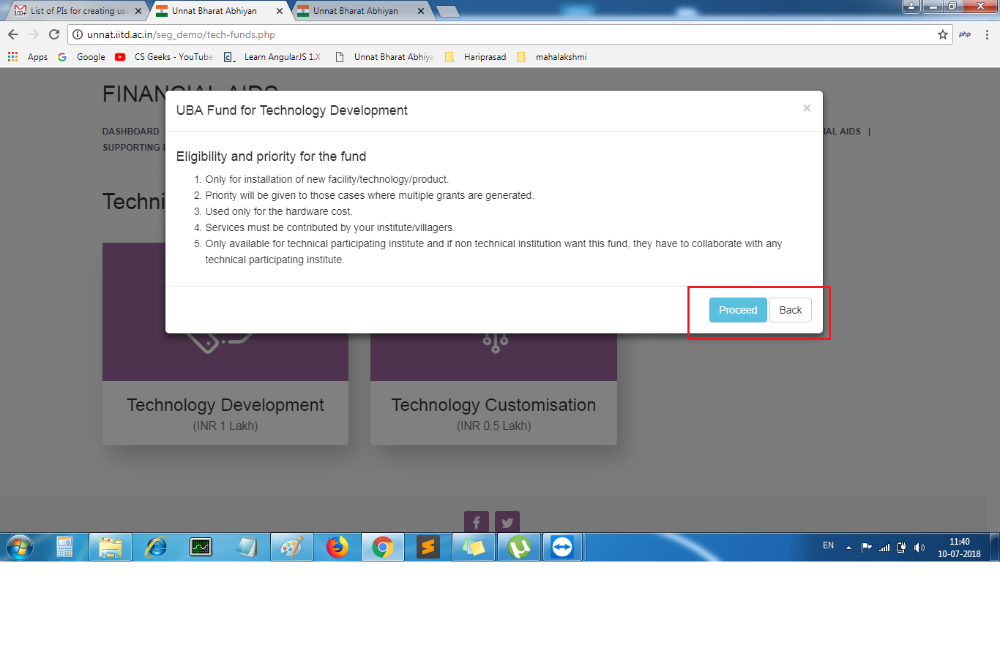 List of PIs for creating use
Unnat Bharat Abhiyan
Unnat Bharat Abhiyan
unnat.iitd.ac.in/seg_demo/tech-funds.php
php
Apps
Google
CS Geeks - YouTube
Learn AngularJS 1.X
Unnat Bharat Abhiya
Hariprasad
mahalakshmi
FINANCIAL AIDS
UBA Fund for Technology Development
×
DASHBOARD
IAL AIDS |
SUPPORTING
Eligibility and priority for the fund
1. Only for installation of new facility/technology/product.
2. Priority will be given to those cases where multiple grants are generated.
3. Used only for the hardware cost.
4. Services must be contributed by your institute/villagers.
5. Only available for technical participating institute and if non technical institution want this fund, they have to collaborate with any
technical participating institute.
Techni
Proceed
Back
Technology Development
(INR 1 Lakh)
Technology Customisation
(INR 0.5 Lakh)
EN
11:40
10-07-2018